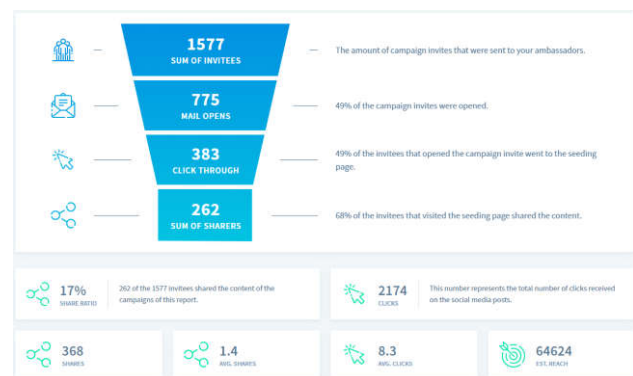 1577
SUM OF INVITEES
The amount of campaign invites that were sent to your ambassadors.
775
MAIL OPENS
49% of the campaign invites were opened.
383
CLICK THROUGH
49% of the invitees that opened the campaign invite went to the seeding
page.
262
SUM OF SHARERS
68% of the invitees that visited the seeding page shared the content.
17%
SHARE RATIO
262 of the 1577 invitees shared the content of the
campaigns of this report.
2174
CLICKS
This number represents the total number of clicks received
on the social media posts.
368
SHARES
1.4
AVG. SHARES
8.3
AVG. CLICKS
64624
EST. REACH